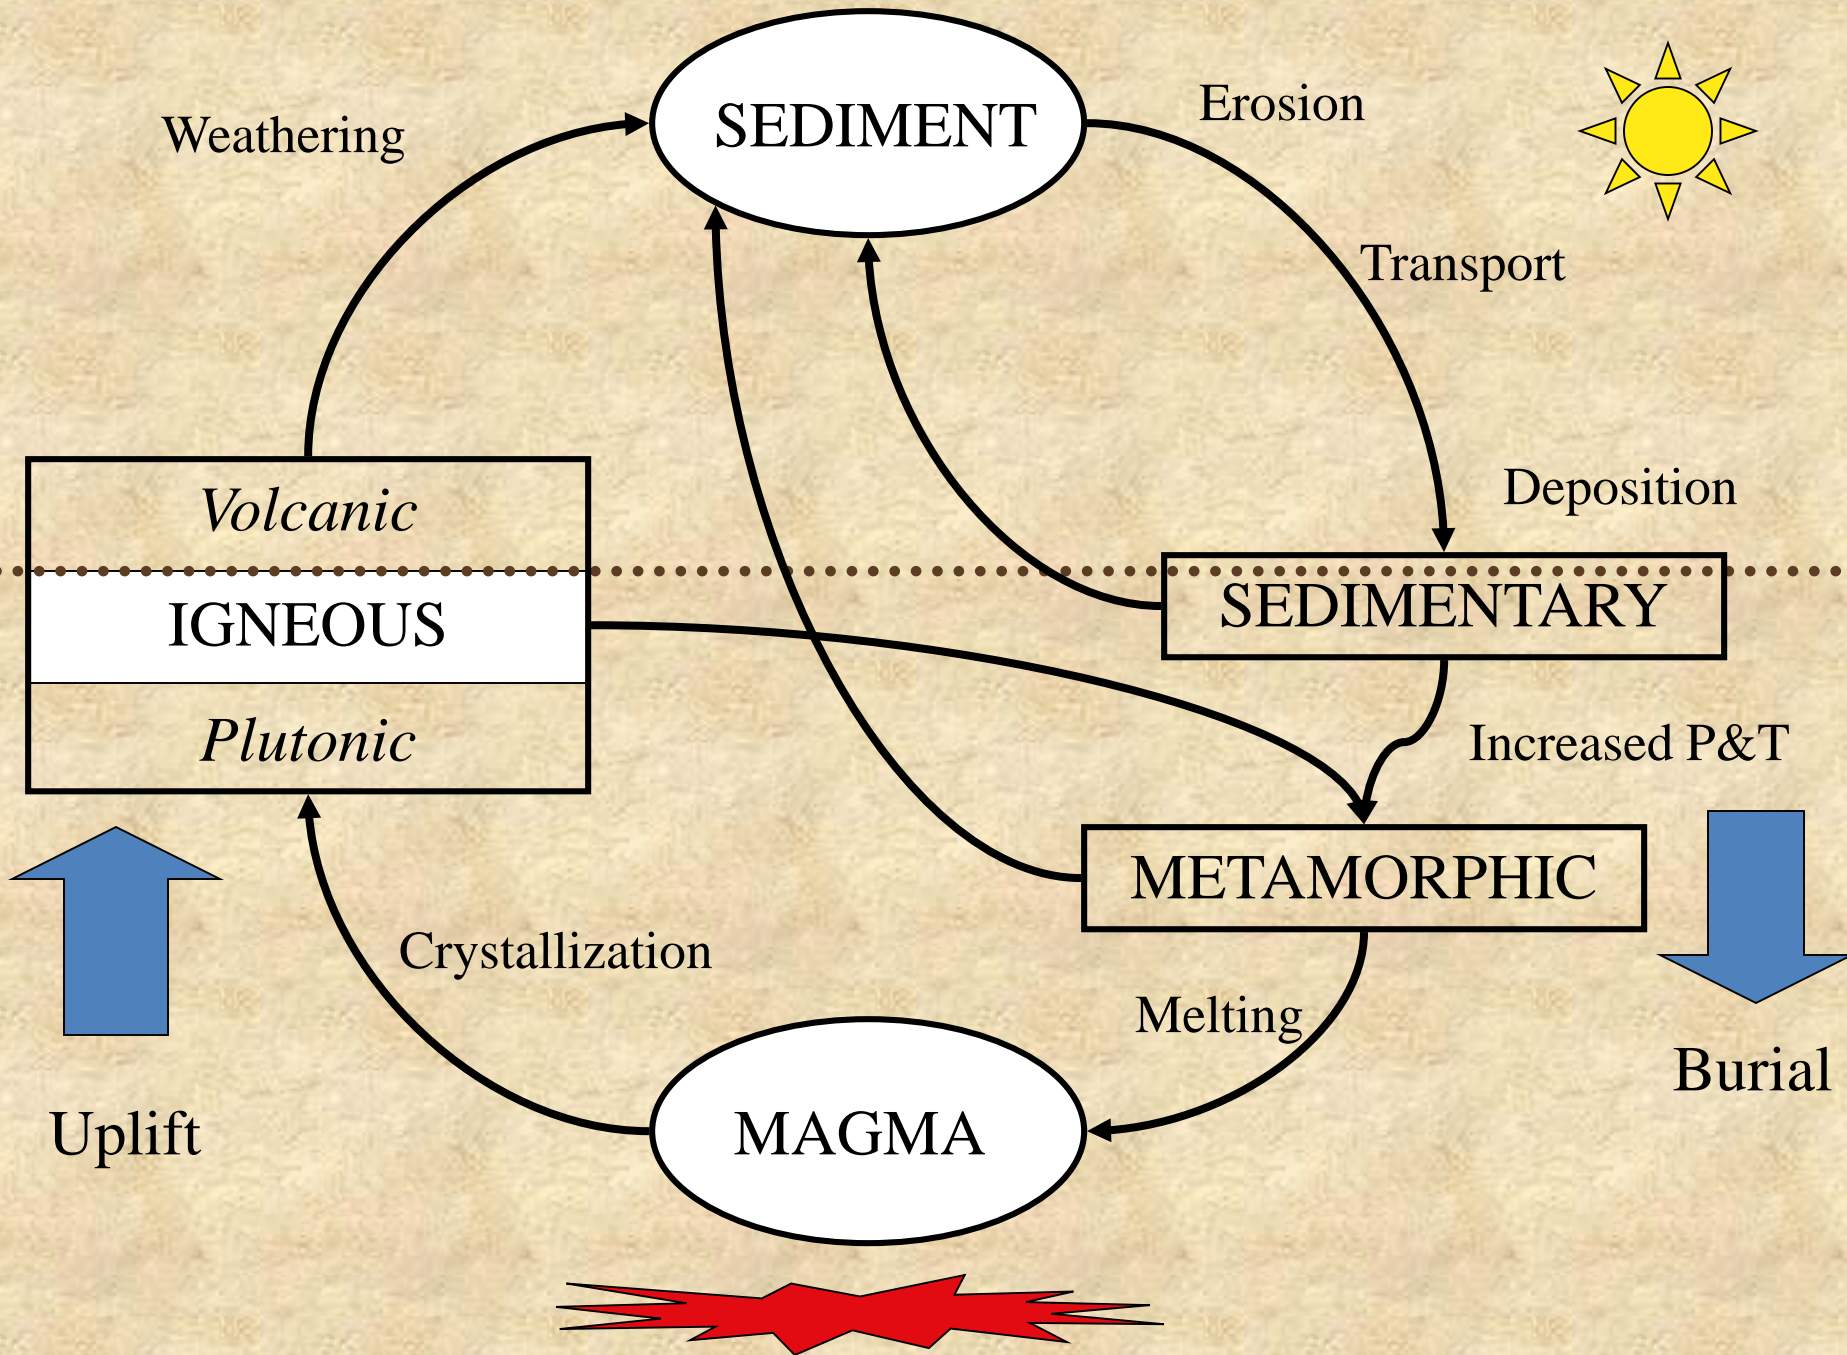 SEDIMENT
Erosion
Weathering
Transport
Deposition
Volcanic
SEDIMENTARY
IGNEOUS
Plutonic
Increased P&T
METAMORPHIC
Crystallization
Melting
Burial
MAGMA
Uplift